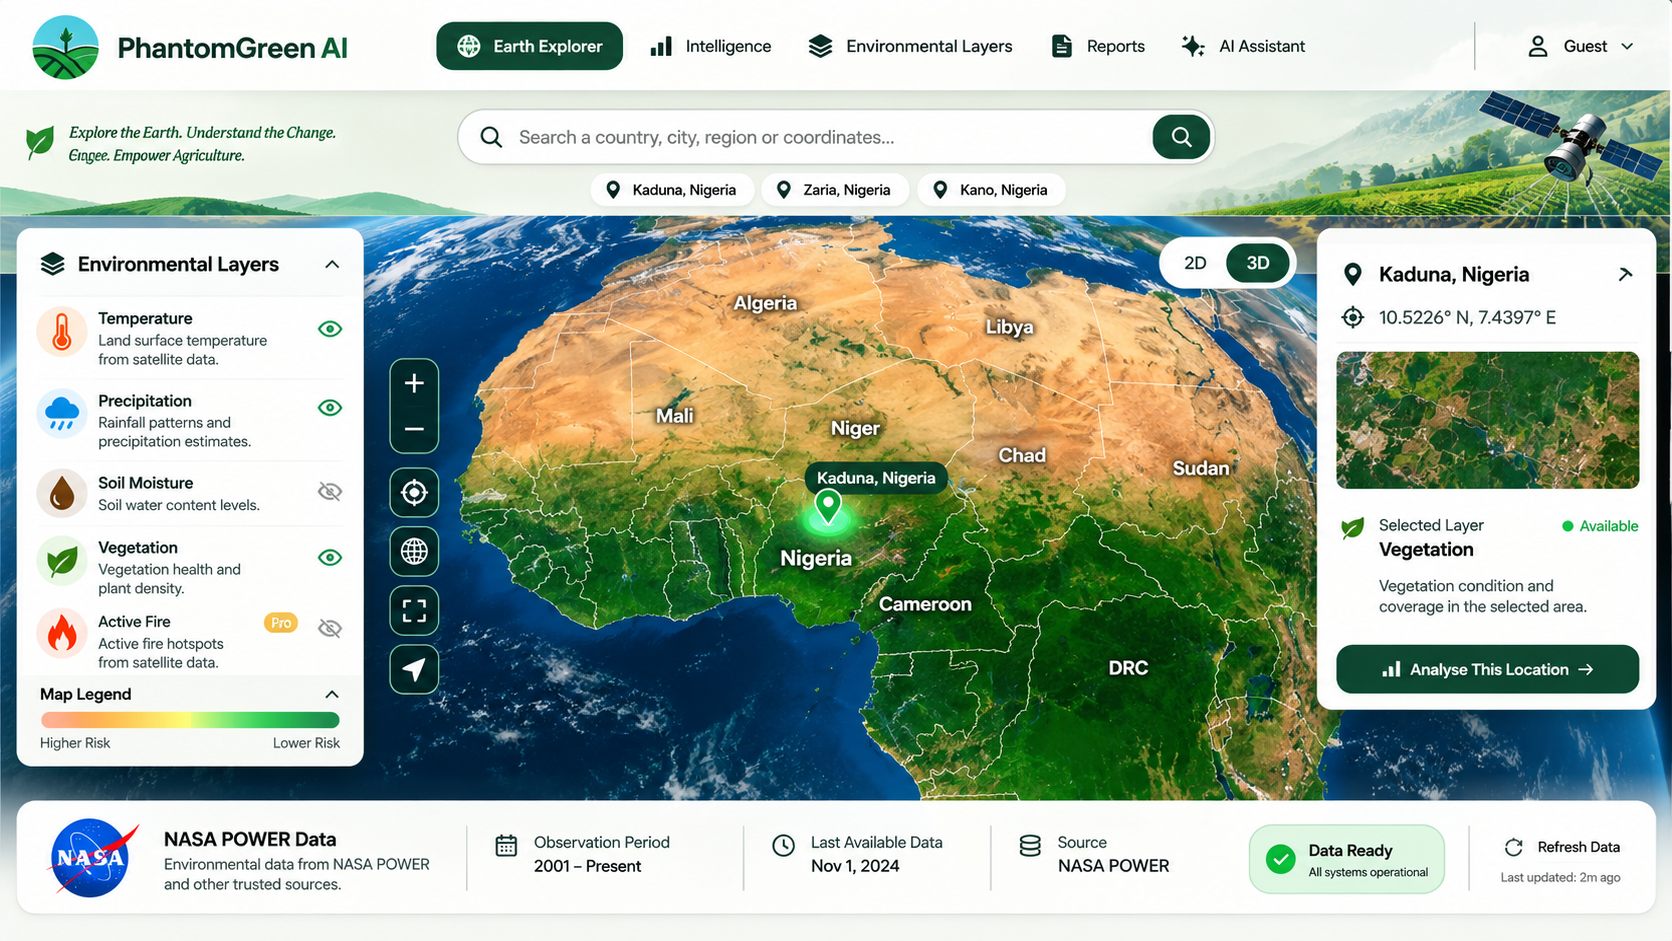 PhantomGreen AI
Earth Explorer
Intelligence
Environmental Layers
Reports
AI Assistant
Guest
Explore the Earth. Understand the Change.
Empower Agriculture.
Search a country, city, region or coordinates...
Kaduna, Nigeria
Zaria, Nigeria
Kano, Nigeria
Environmental Layers
Temperature
Land surface temperature
from satellite data.
Precipitation
Rainfall patterns and
precipitation estimates.
Soil Moisture
Soil water content levels.
Vegetation
Vegetation health and
plant density.
Active Fire
Pro
Active fire hotspots
from satellite data.
Map Legend
Higher Risk
Lower Risk
2D
3D
Algeria
Libya
Mali
Niger
Chad
Sudan
Kaduna, Nigeria
Nigeria
Cameroon
DRC
Kaduna, Nigeria
10.5226° N, 7.4397° E
Selected Layer
Available
Vegetation
Vegetation condition and
coverage in the selected area.
Analyse This Location
NASA
NASA POWER Data
Environmental data from NASA POWER
and other trusted sources.
Observation Period
2001 – Present
Last Available Data
Nov 1, 2024
Source
NASA POWER
Data Ready
All systems operational
Refresh Data
Last updated: 2m ago